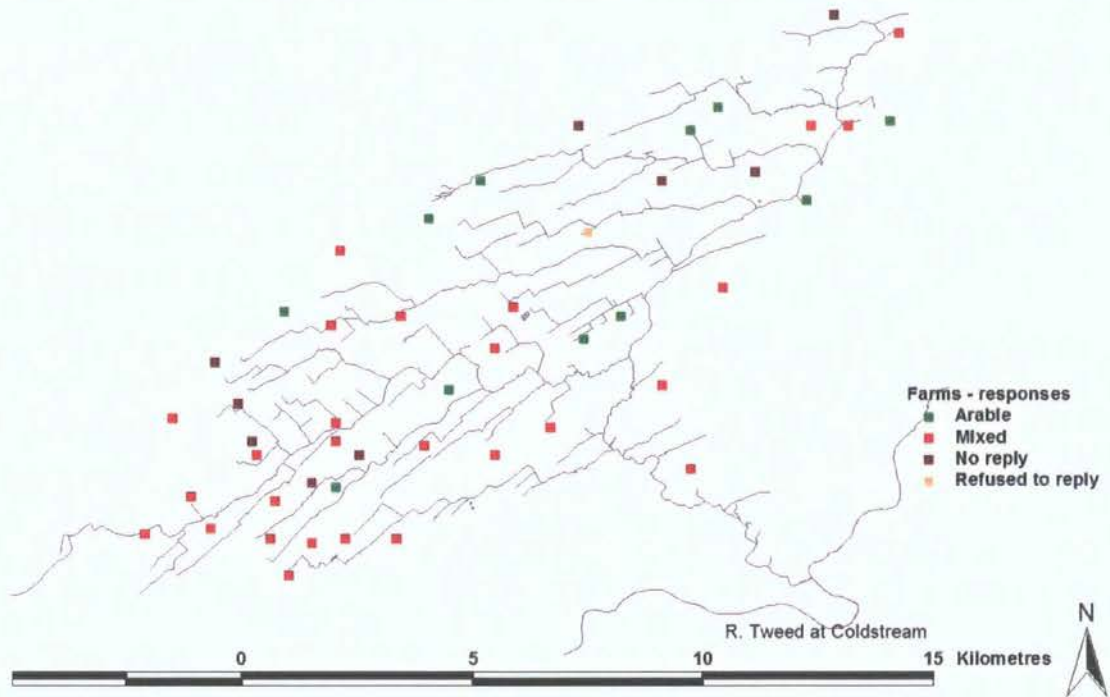 Farms - responses
Arable
Mixed
No reply
Refused to reply
N
R. Tweed at Coldstream
0 5 10 15 Kilometres